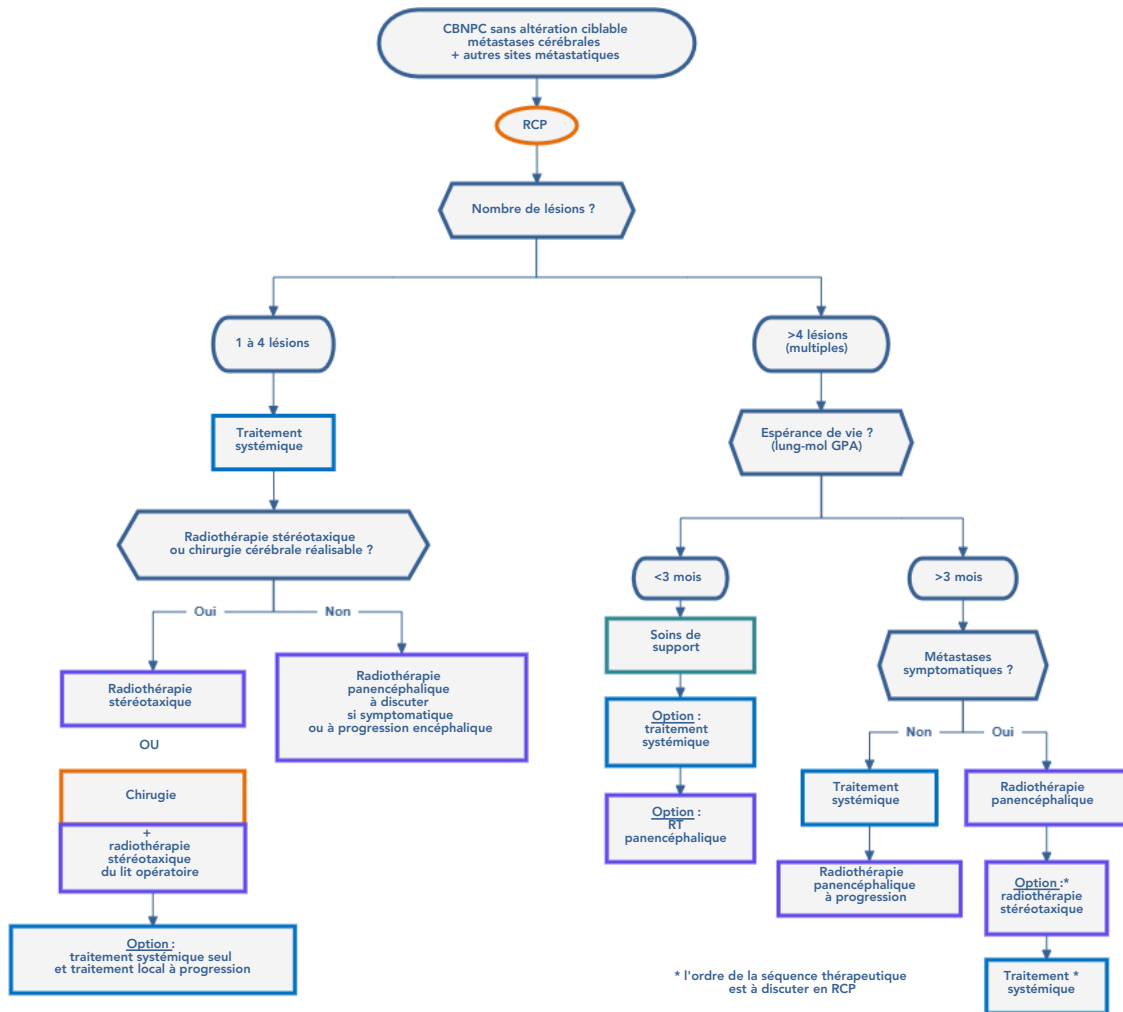 CBNPC sans altération ciblable
métastases cérébrales
+ autres sites métastatiques
RCP
Nombre de lésions ?
1 à 4 lésions
Traitement
systémique
Radiothérapie stéréotaxique
ou chirurgie cérébrale réalisable ?
Oui
Non
Radiothérapie
stéréotaxique
OU
Chirugie
+
radiothérapie
stéréotaxique
du lit opératoire
Option :
traitement systémique seul
et traitement local à progression
Radiothérapie
panencéphalique
à discuter
si symptomatique
ou à progression encéphalique
>4 lésions
(multiples)
Espérance de vie ?
(lung-mol GPA)
<3 mois
Soins de
support
Option :
traitement
systémique
Option :
RT
panencéphalique
>3 mois
Métastases
symptomatiques ?
Non
Oui
Traitement
systémique
Radiothérapie
panencéphalique
à progression
Radiothérapie
panencéphalique
Option :*
radiothérapie
stéréotaxique
Traitement *
systémique
* l'ordre de la séquence thérapeutique
est à discuter en RCP